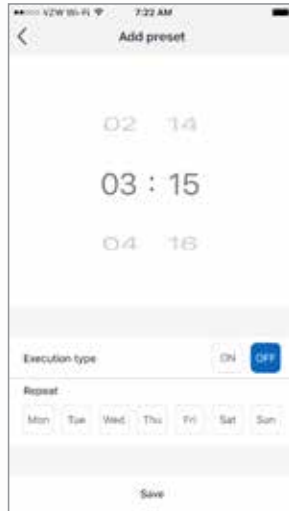 VZW Wi-Fi 7:22 AM
Add preset
02 14
03 : 15
04 16
Execution type ON OFF
Repeat
Mon Tue Wed Thu Fri Sat Sun
Save